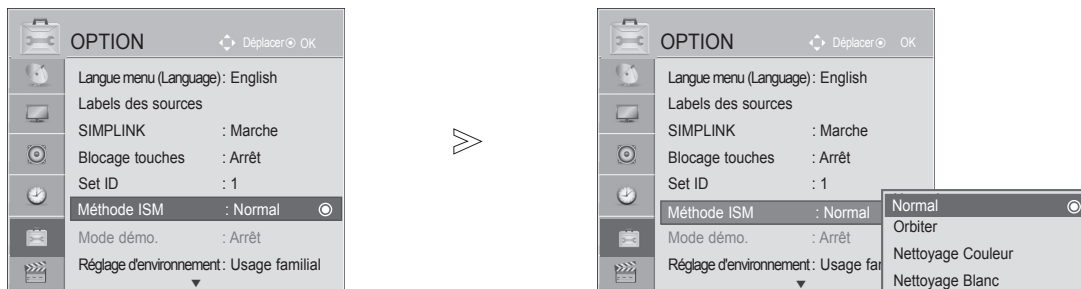 OPTION Déplacer OK
Langue menu (Language) : English
Labels des sources
SIMPLINK : Marche
Blocage touches : Arrêt
Set ID : 1
Méthode ISM : Normal
Mode démo. : Arrêt
Réglage d'environnement : Usage familial
OPTION Déplacer OK
Langue menu (Language) : English
Labels des sources
SIMPLINK : Marche
Blocage touches : Arrêt
Set ID : 1
Méthode ISM : Normal
Mode démo. : Arrêt
Réglage d'environnement : Usage fa
Normal
Orbiter
Nettoyage Couleur
Nettoyage Blanc